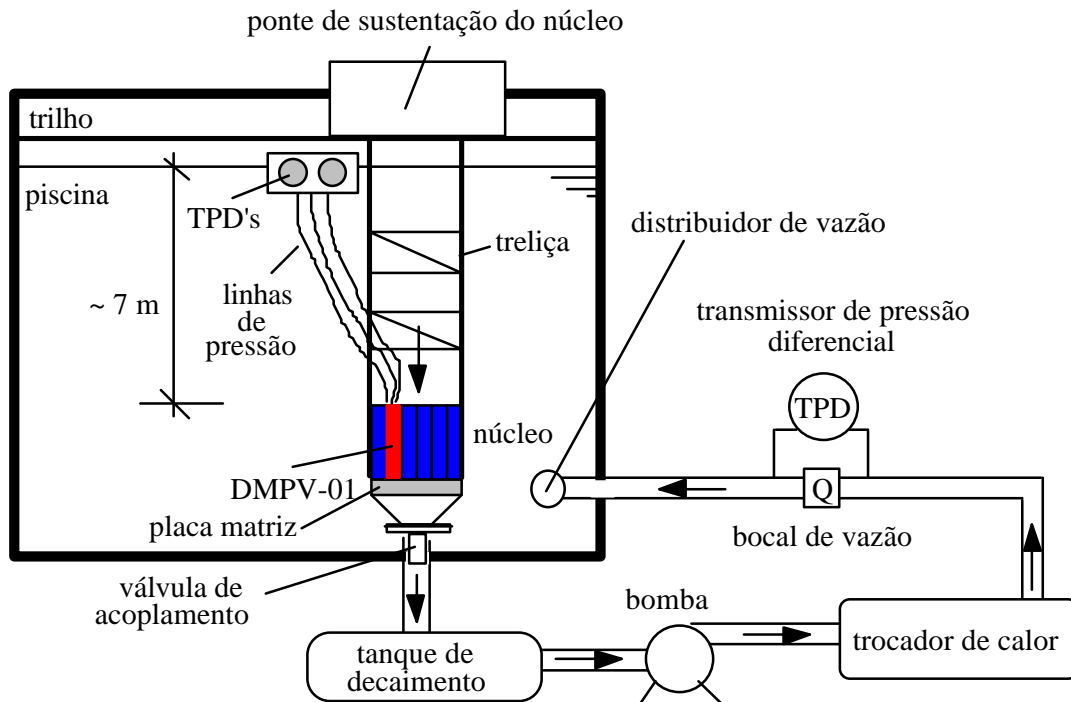 ponte de sustentação do núcleo
trilho
piscina
TPD's
treliça
distribuidor de vazão
linhas
de
pressão
~ 7 m
transmissor de pressão
diferencial
TPD
núcleo
DMPV-01
placa matriz
Q
bocal de vazão
válvula de
acoplamento
bomba
tanque de
decaimento
trocador de calor